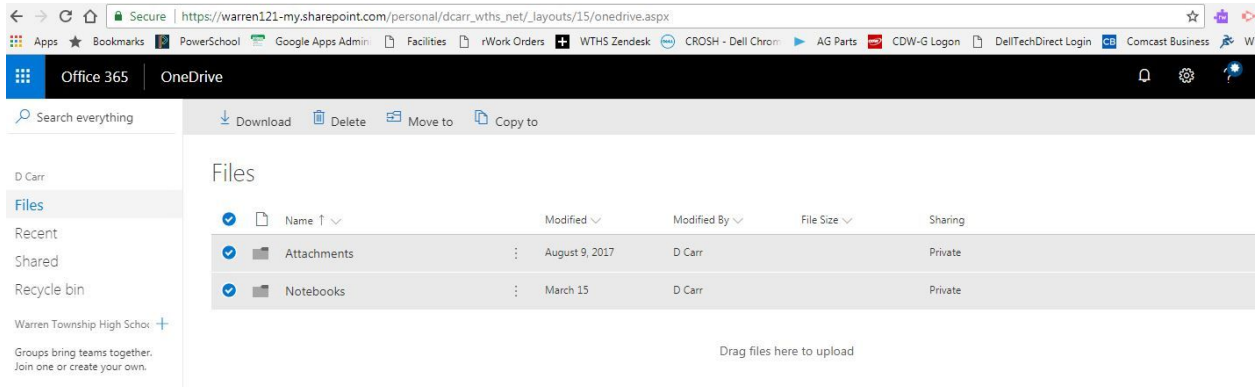 Secure | https://warren121-my.sharepoint.com/personal/dcarr_wths_net/_layouts/15/onedrive.aspx
Apps Bookmarks PowerSchool Google Apps Admin Facilities rWork Orders WTHS Zendesk CROSH - Dell Chrom AG Parts CDW-G Logon DellTechDirect Login CB Comcast Business W
Office 365 OneDrive
Search everything
Download Delete Move to Copy to
Files
D Carr
Files
Recent
Shared
Recycle bin
Warren Township High Schoo +
Groups bring teams together.
Join one or create your own.
Name ↑ Modified Modified By File Size Sharing
Attachments August 9, 2017 D Carr Private
Notebooks March 15 D Carr Private
Drag files here to upload